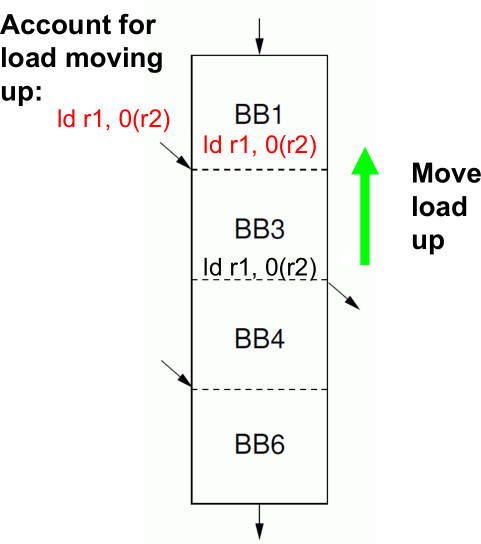 Account for
load moving
up:
ld r1, 0(r2)
BB1
ld r1, 0(r2)
Move
load
up
BB3
ld r1, 0(r2)
BB4
BB6